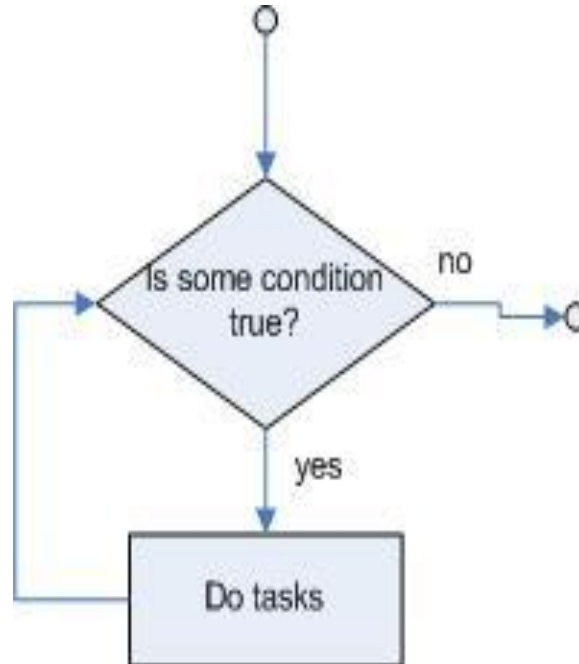 Is some condition
true?
no
yes
Do tasks